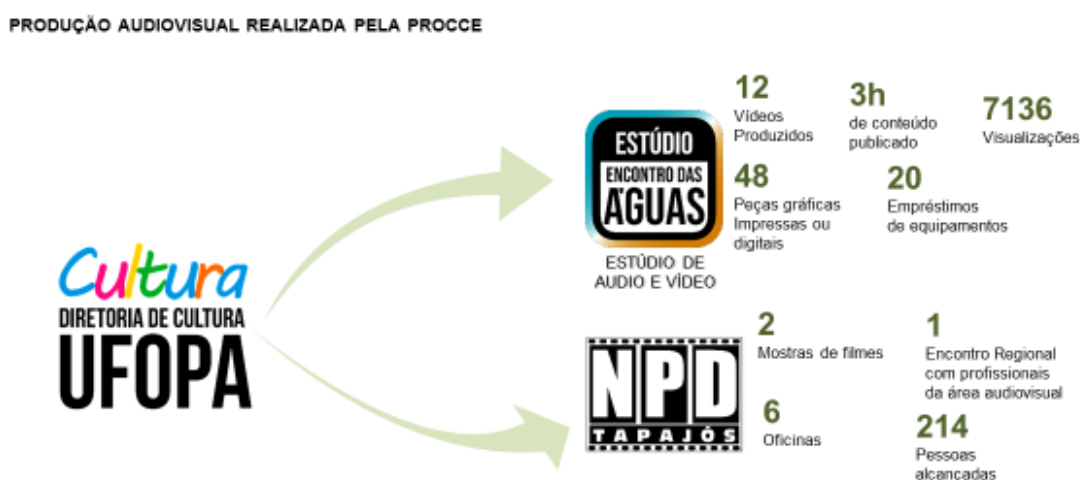 PRODUÇÃO AUDIOVISUAL REALIZADA PELA PROCCE
Cultura
DIRETORIA DE CULTURA
UFOPA
ESTÚDIO
ENCONTRO DAS
ÁGUAS
ESTÚDIO DE
AUDIO E VÍDEO
12
Vídeos
Produzidos
3h
de conteúdo
publicado
7136
Visualizações
48
Peças gráficas
Impressas ou
digitais
20
Empréstimos
de equipamentos
NPD
TAPAJÓS
2
Mostras de filmes
1
Encontro Regional
com profissionais
da área audiovisual
6
Oficinas
214
Pessoas
alcançadas